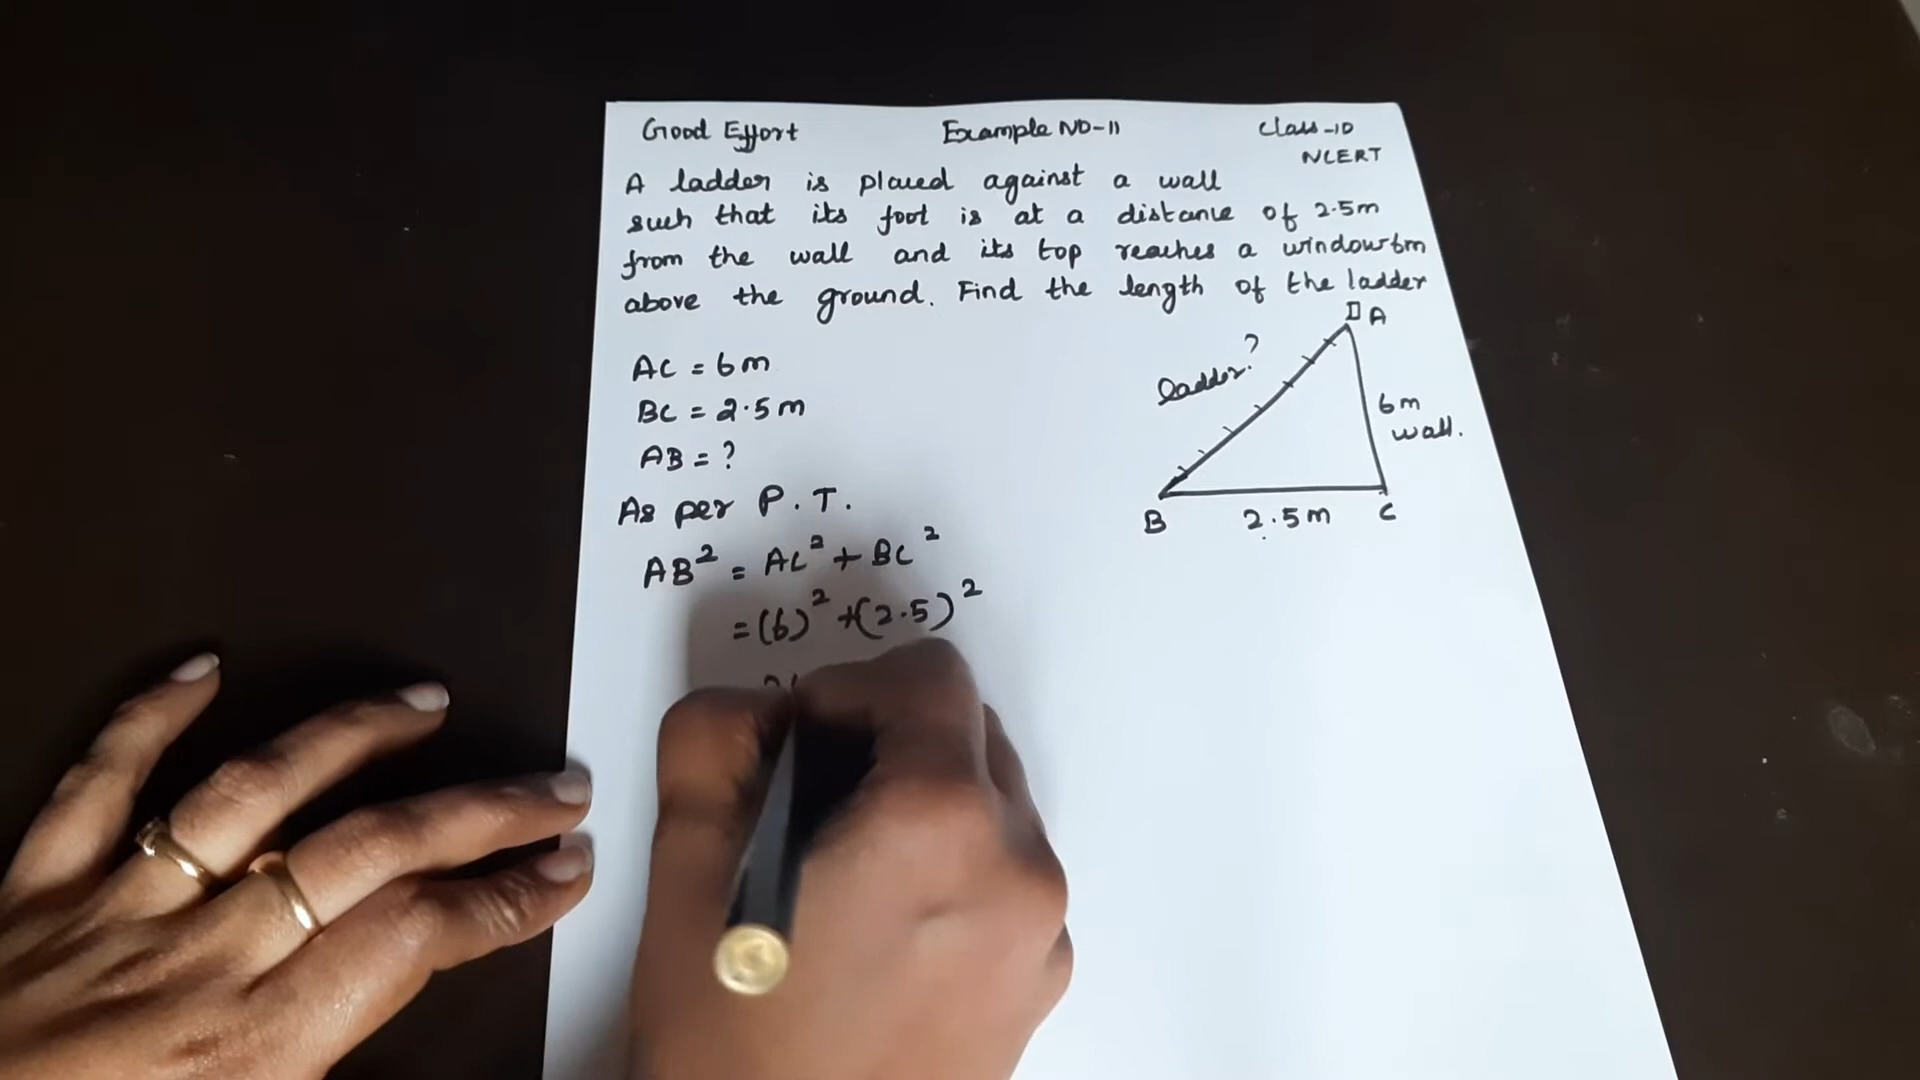 Good Effort Example NO-11 Class-10
NCERT
A ladder is placed against a wall
such that its foot is at a distance of 2.5m
from the wall and its top reaches a window 6m
above the ground. Find the length of the ladder
A
ladder?
6m
wall.
B 2.5m C
AC = 6m
BC = 2.5m
AB = ?
As per P.T.
AB² = AC² + BC²
= (6)² + (2.5)²